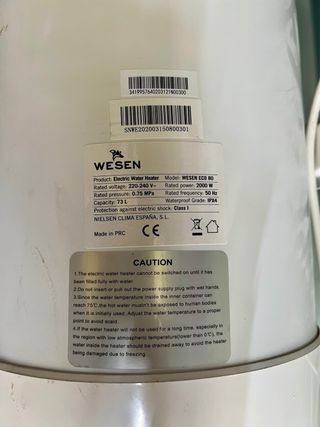 3419957640203121N00300
SNWE202003150800301
WESEN
Product: Electric Water Heater Model: WESEN ECO 80
Rated voltage: 220-240 V~ Rated power: 2000 W
Rated pressure: 0.75 MPa Rated frequency: 50 Hz
Capacity: 73 L Waterproof Grade: IPX4
Protection against electric shock: Class I
NIELSEN CLIMA ESPAÑA, S.L.
Made in PRC CE
CAUTION
1.The electric water heater cannot be switched on until it has
been filled fully with water.
2.Do not insert or pull out the power supply plug with wet hands.
3.Since the water temperature inside the inner container can
reach 75℃,the hot water musn't be exposed to human bodies
when it is initially used. Adjust the water temperature to a proper
point to avoid scald.
4.If the water heater will not be used for a long time, especially in
the region with low atmospheric temperature(lower than 0℃), the
water inside the heater should be drained away to avoid the heater
being damaged due to freezing.